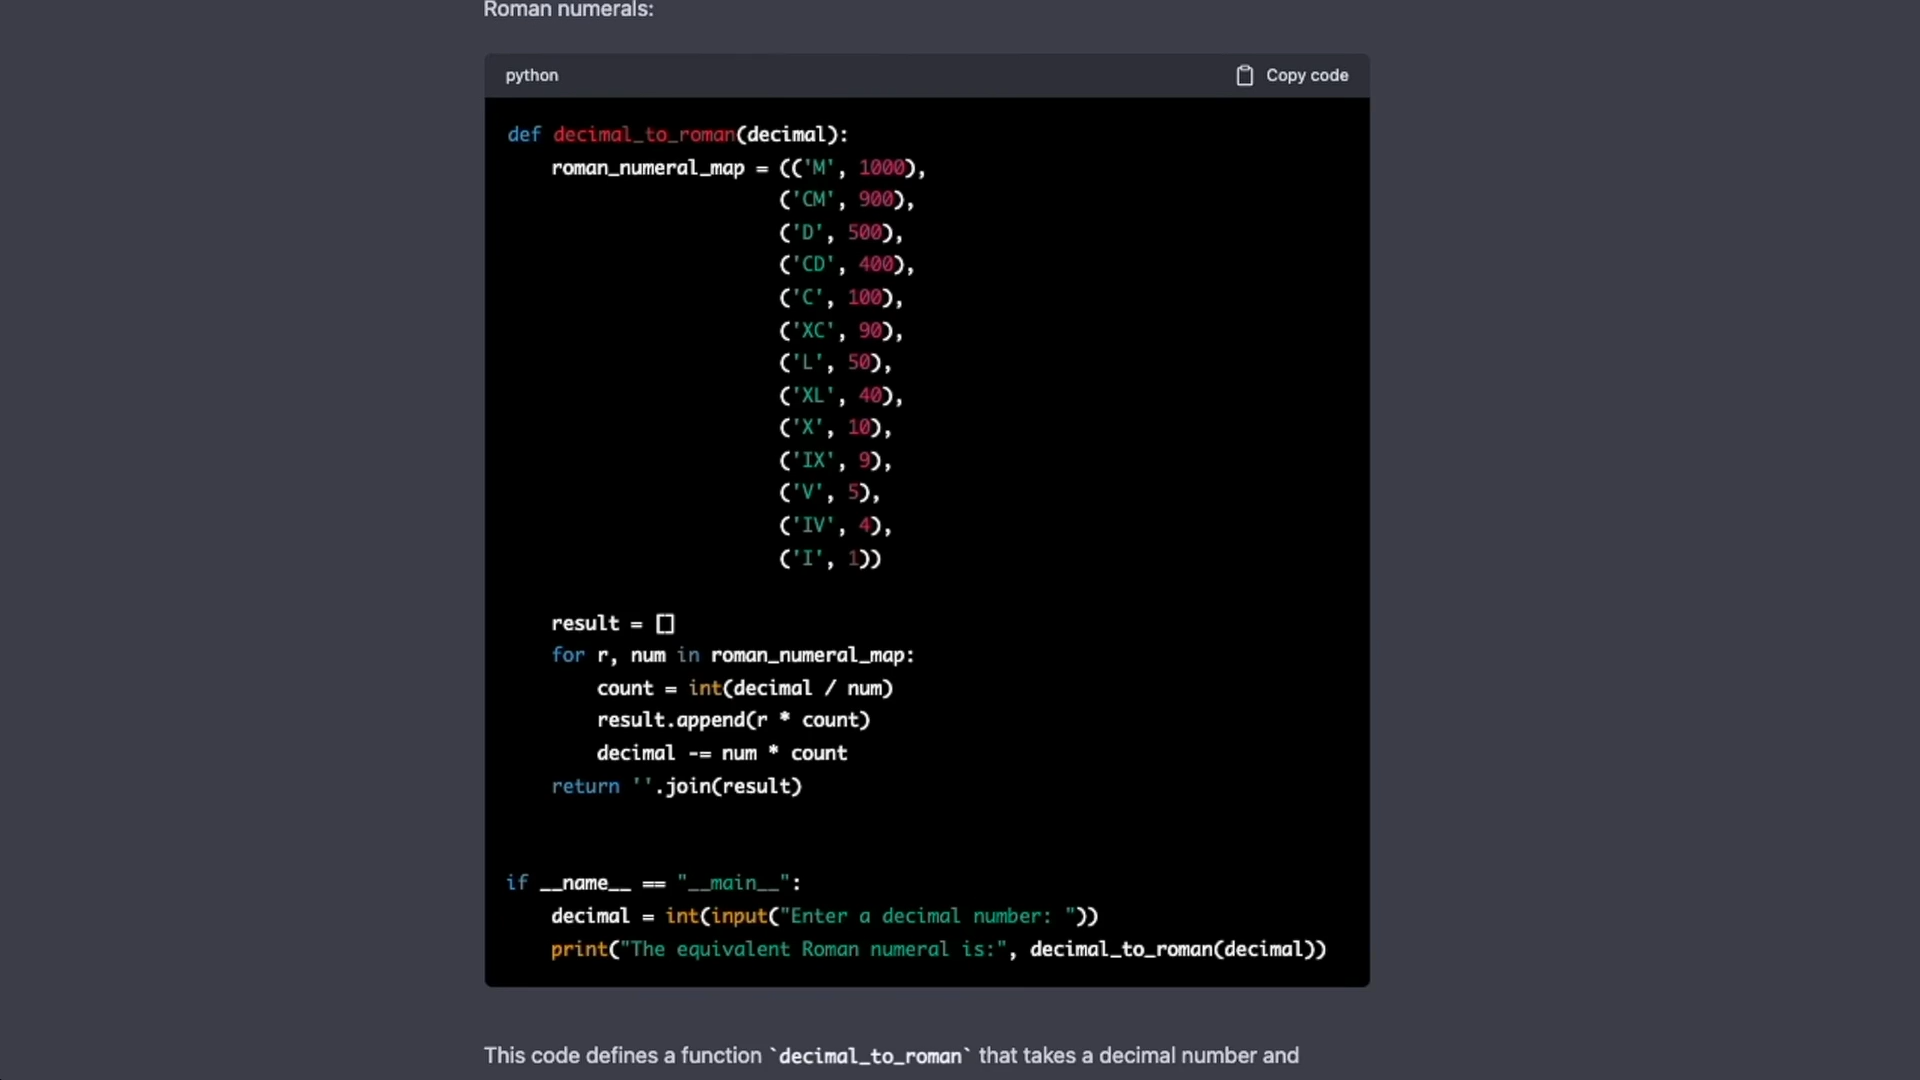 Roman numerals:
python
Copy code
def decimal_to_roman(decimal):
    roman_numeral_map = (('M', 1000),
                         ('CM', 900),
                         ('D', 500),
                         ('CD', 400),
                         ('C', 100),
                         ('XC', 90),
                         ('L', 50),
                         ('XL', 40),
                         ('X', 10),
                         ('IX', 9),
                         ('V', 5),
                         ('IV', 4),
                         ('I', 1))
    result = []
    for r, num in roman_numeral_map:
        count = int(decimal / num)
        result.append(r * count)
        decimal -= num * count
    return ''.join(result)
if __name__ == "__main__":
    decimal = int(input("Enter a decimal number: "))
    print("The equivalent Roman numeral is:", decimal_to_roman(decimal))
This code defines a function `decimal_to_roman` that takes a decimal number and